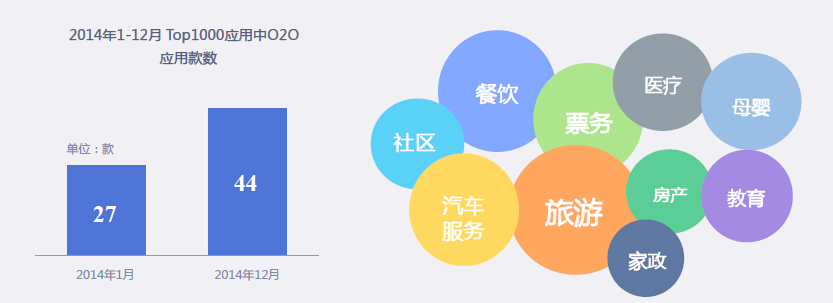 2014年1-12月 Top1000应用中O2O
应用款数
单位：款
27
44
2014年1月
2014年12月
餐饮
票务
医疗
母婴
社区
汽车
服务
旅游
房产
教育
家政